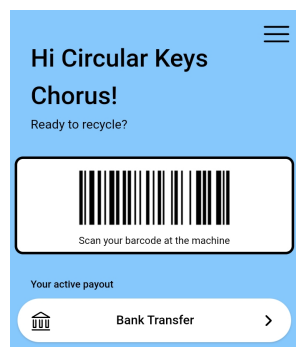 Hi Circular Keys
Chorus!
Ready to recycle?
Scan your barcode at the machine
Your active payout
Bank Transfer